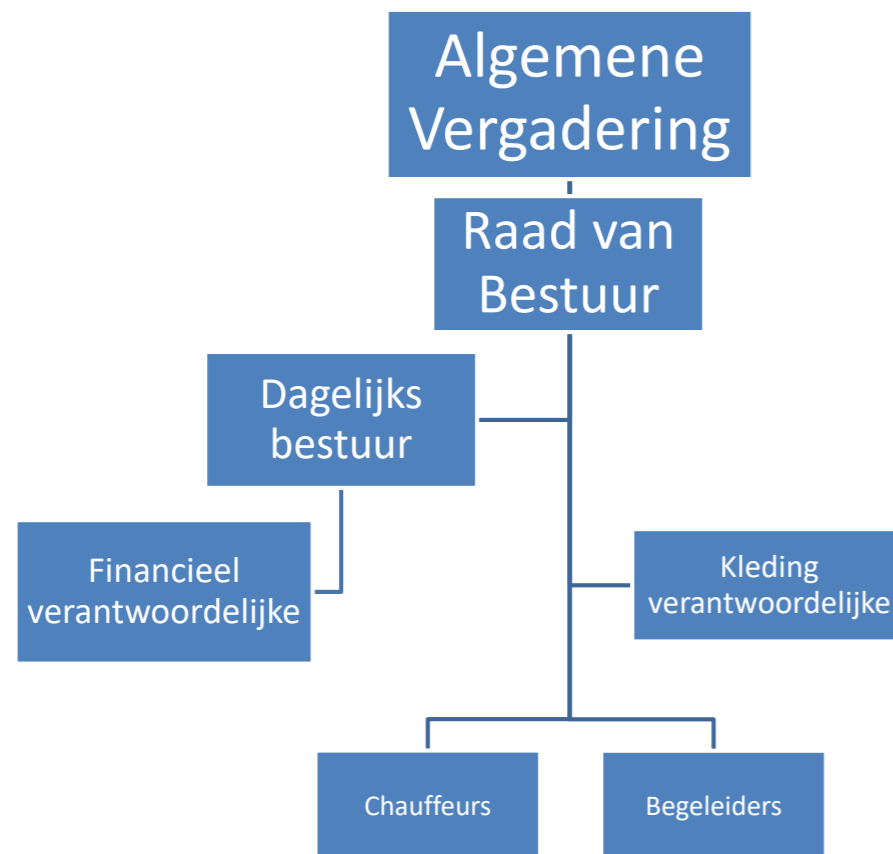 Algemene
Vergadering
Raad van
Bestuur
Dagelijks
bestuur
Financieel
verantwoordelijke
Kleding
verantwoordelijke
Chauffeurs
Begeleiders